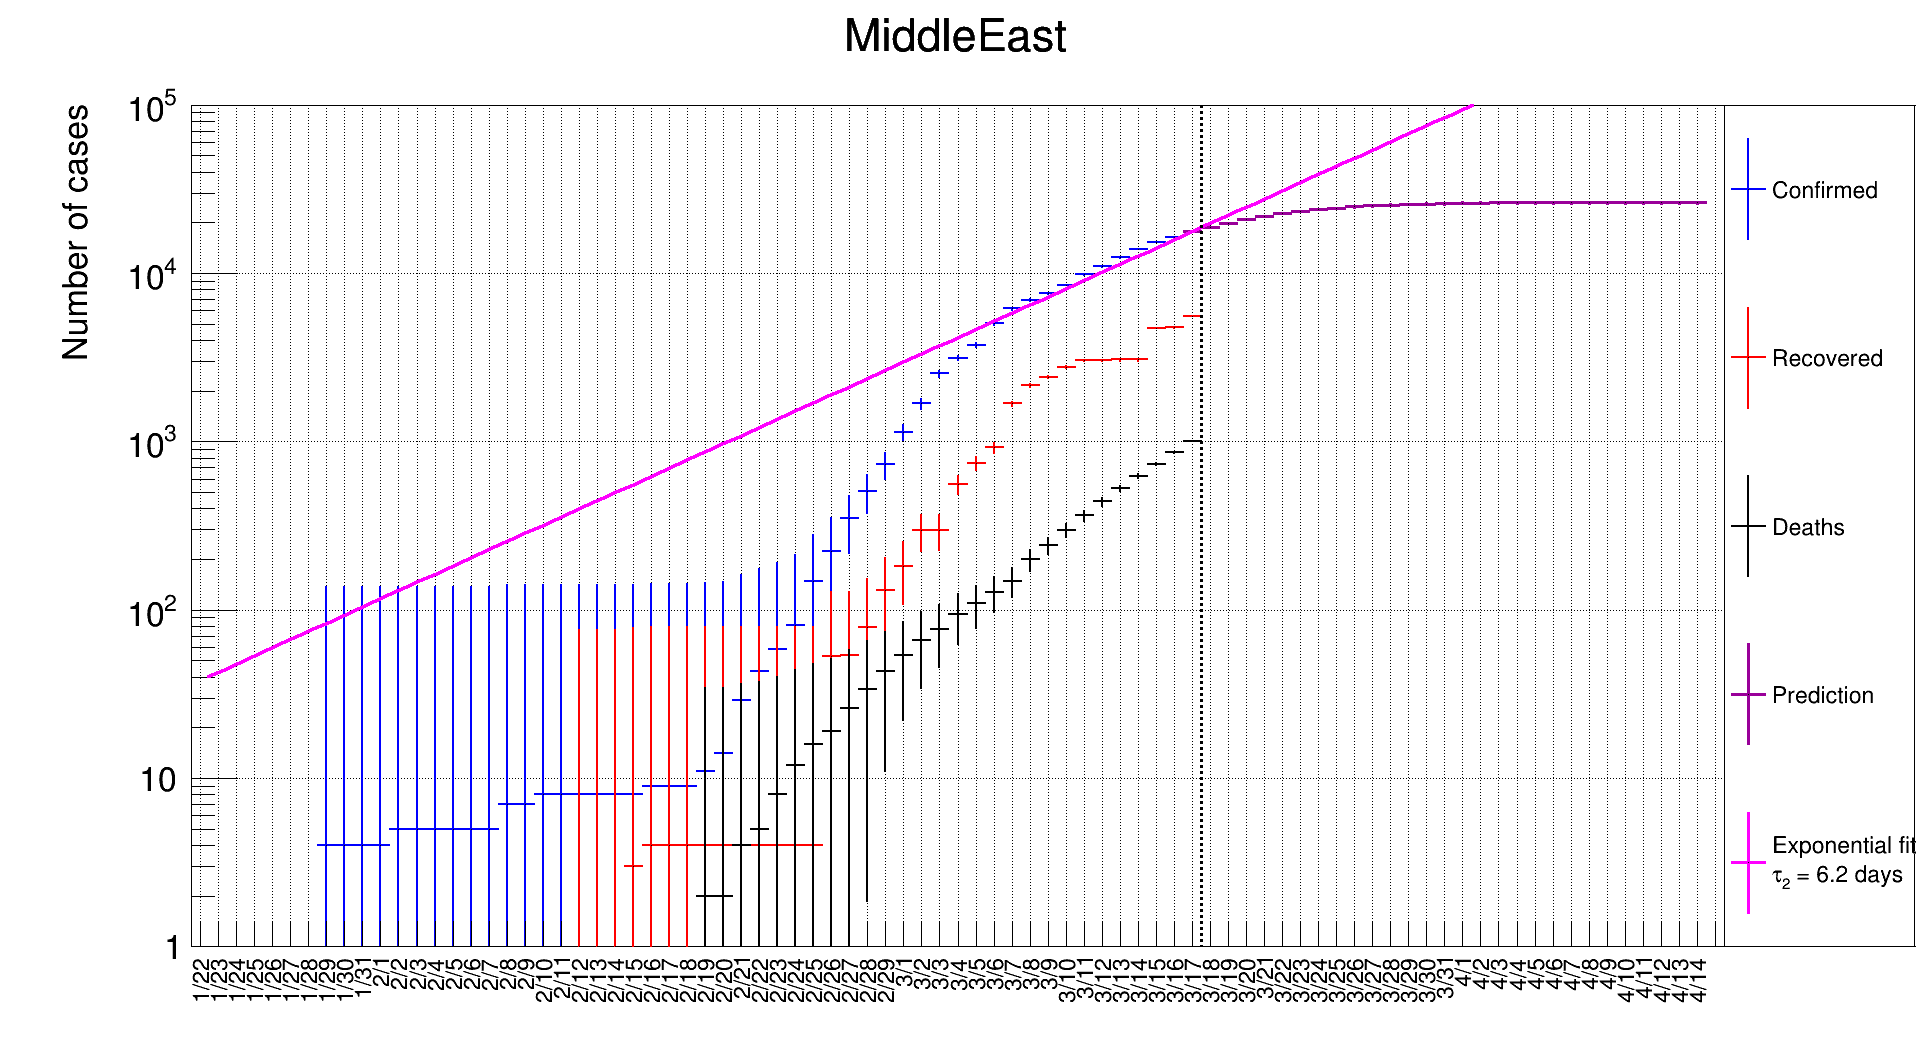 MiddleEast
Number of cases
10⁵
10⁴
10³
10²
10
1
1/22 1/23 1/24 1/25 1/26 1/27 1/28 1/29 1/30 1/31 2/1 2/2 2/3 2/4 2/5 2/6 2/7 2/8 2/9 2/10 2/11 2/12 2/13 2/14 2/15 2/16 2/17 2/18 2/19 2/20 2/21 2/22 2/23 2/24 2/25 2/26 2/27 2/28 2/29 3/1 3/2 3/3 3/4 3/5 3/6 3/7 3/8 3/9 3/10 3/11 3/12 3/13 3/14 3/15 3/16 3/17 3/18 3/19 3/20 3/21 3/22 3/23 3/24 3/25 3/26 3/27 3/28 3/29 3/30 3/31 4/1 4/2 4/3 4/4 4/5 4/6 4/7 4/8 4/9 4/10 4/11 4/12 4/13 4/14
Confirmed
Recovered
Deaths
Prediction
Exponential fit
τ₂ = 6.2 days